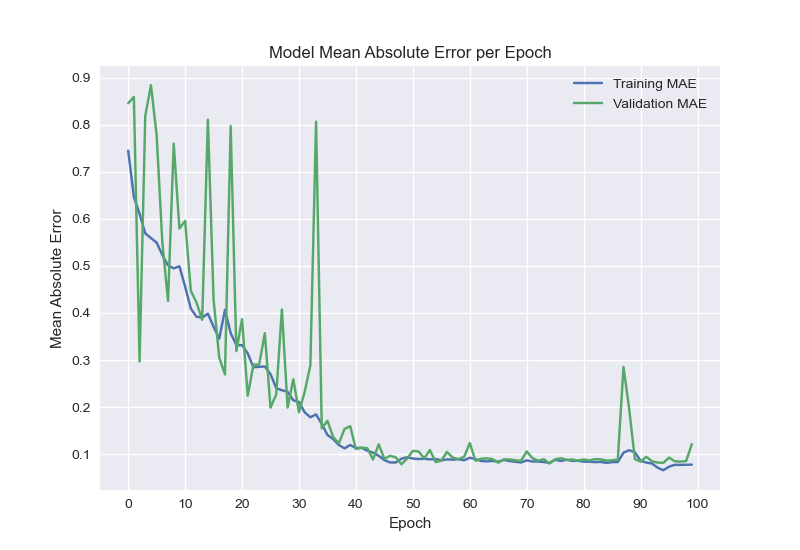 Model Mean Absolute Error per Epoch
Training MAE
Validation MAE
Mean Absolute Error
0.9
0.8
0.7
0.6
0.5
0.4
0.3
0.2
0.1
0 10 20 30 40 50 60 70 80 90 100
Epoch